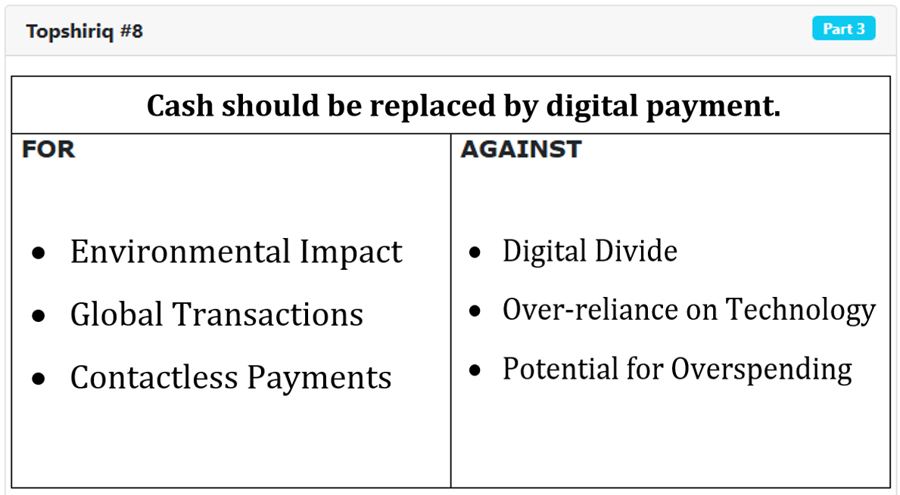 Topshiriq #8
Part 3
Cash should be replaced by digital payment.
FOR
• Environmental Impact
• Global Transactions
• Contactless Payments
AGAINST
• Digital Divide
• Over-reliance on Technology
• Potential for Overspending